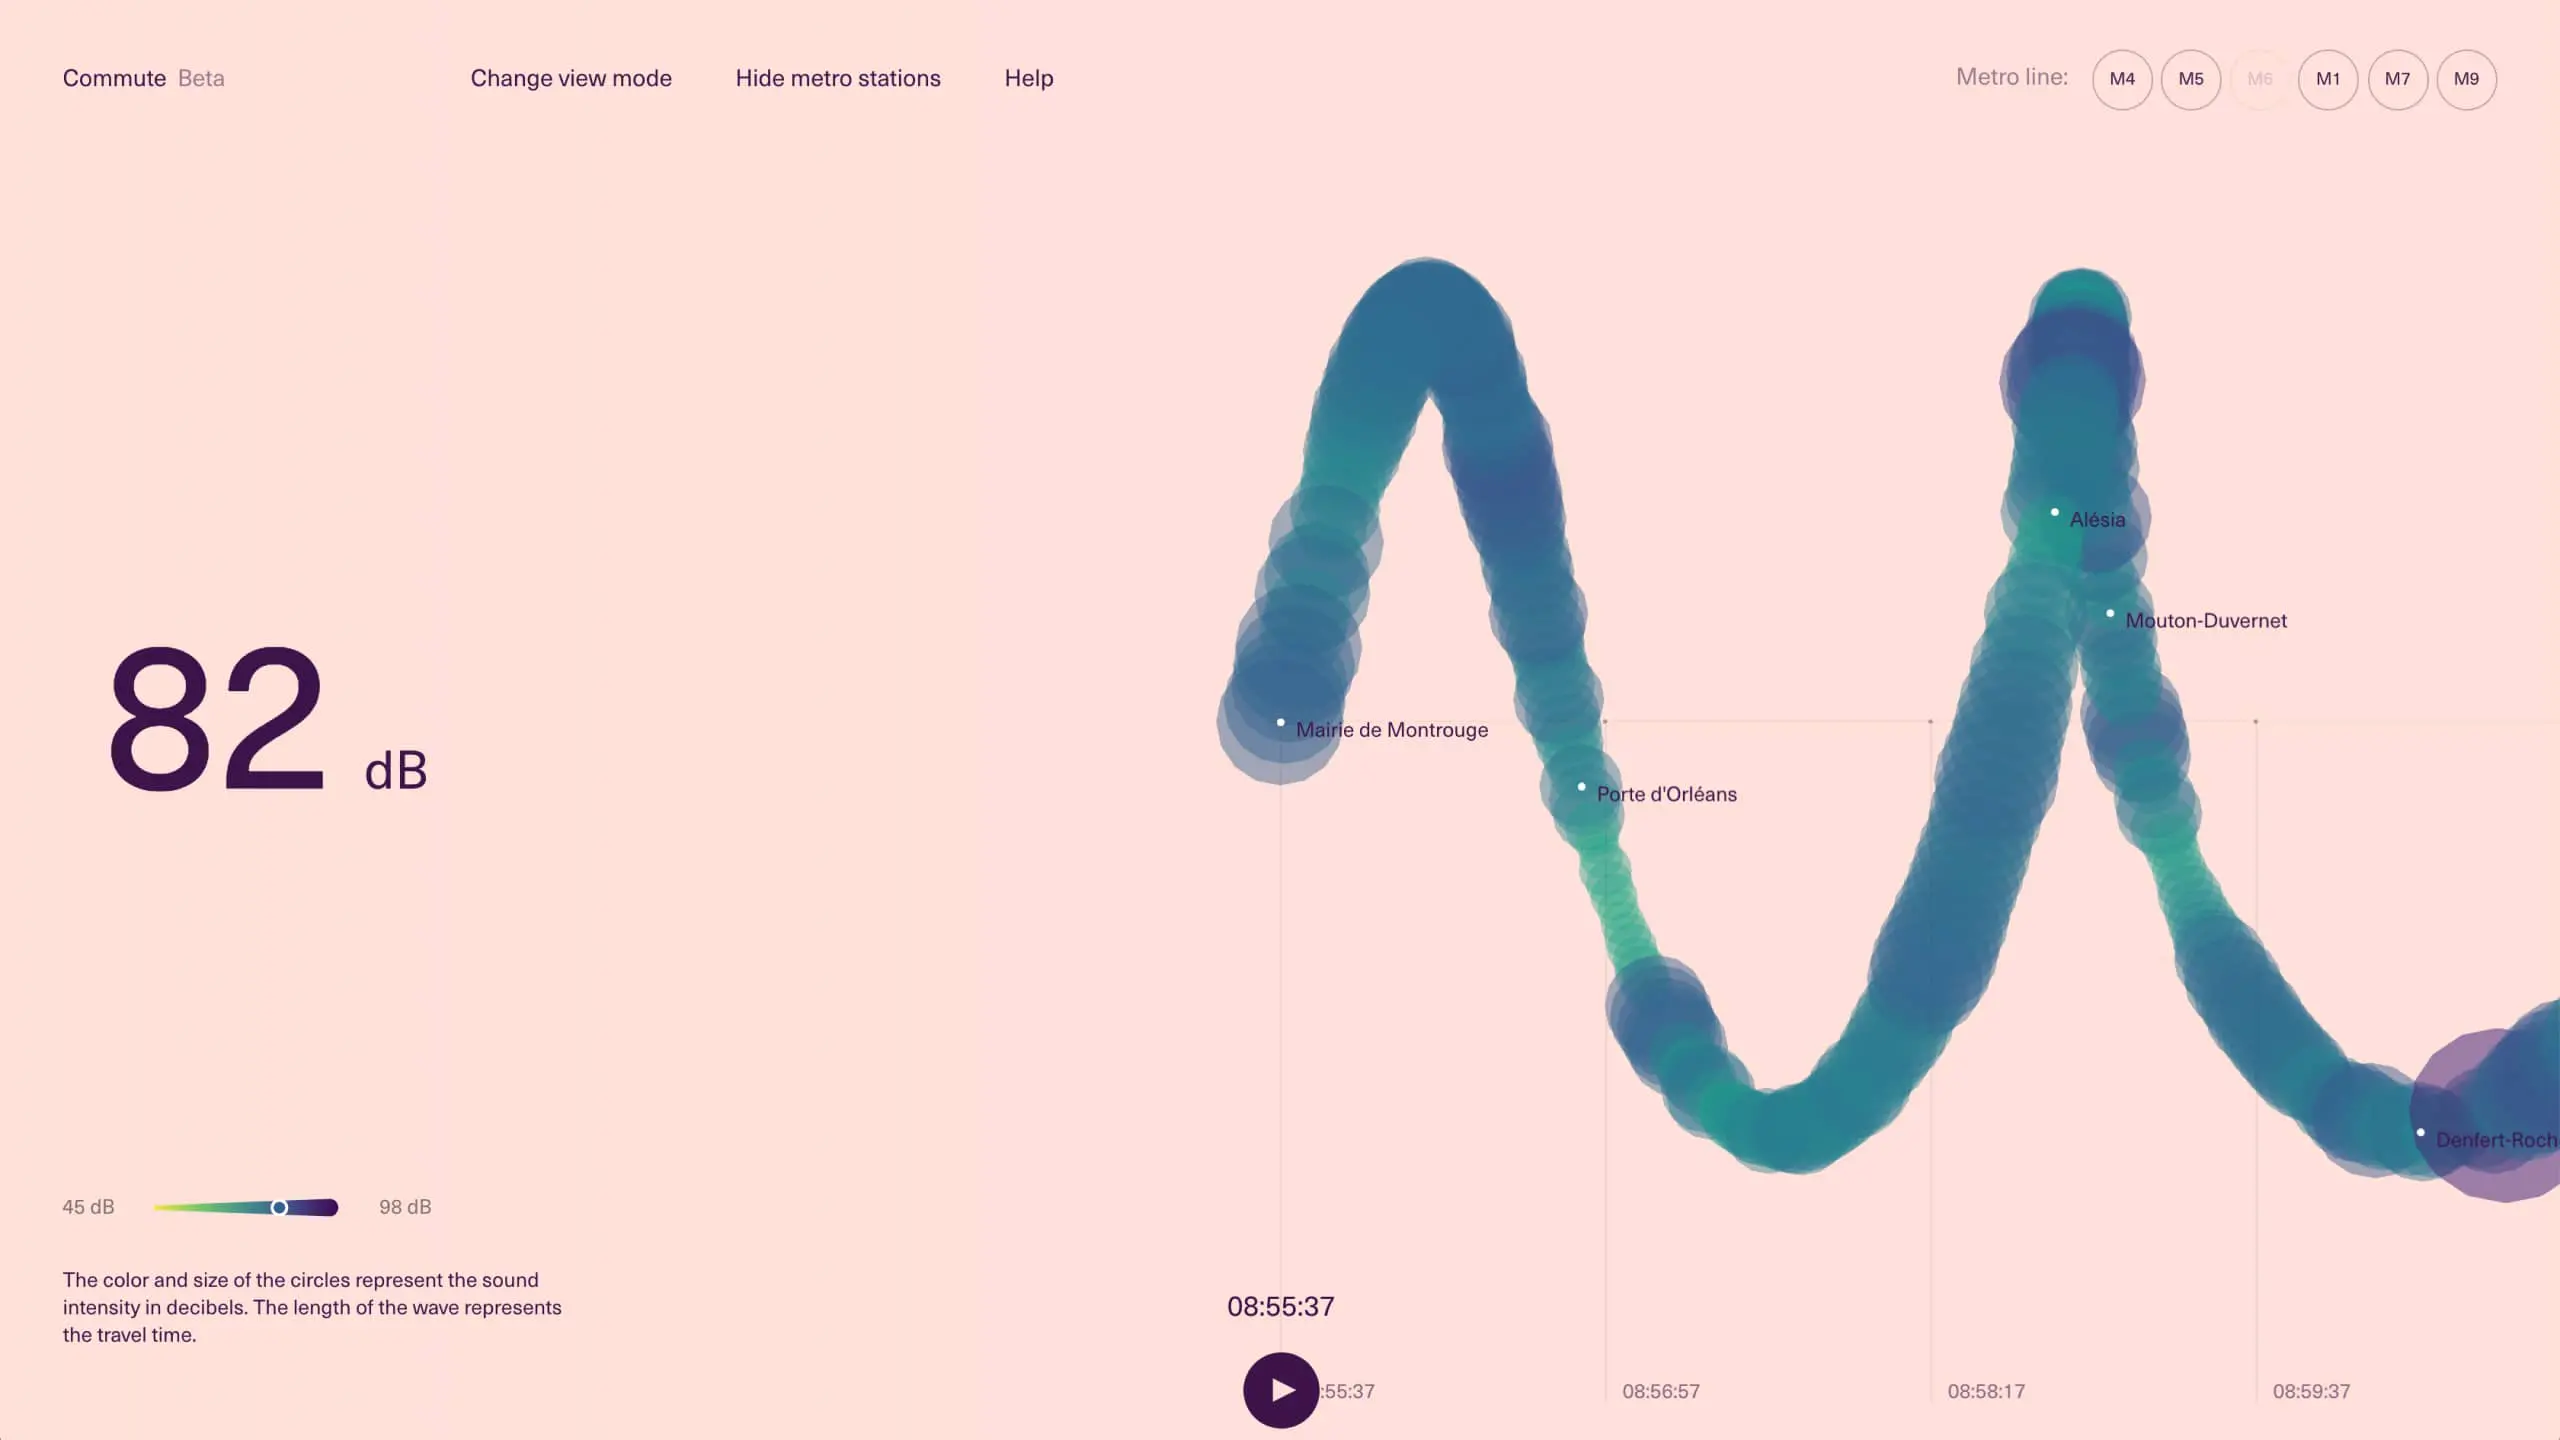 Commute Beta
Change view mode
Hide metro stations
Help
Metro line:
M4
M5
M6
M1
M7
M9
Alésia
Mouton-Duvernet
82 dB
Mairie de Montrouge
Porte d'Orléans
Denfert-Roch
45 dB
98 dB
The color and size of the circles represent the sound
intensity in decibels. The length of the wave represents
the travel time.
08:55:37
:55:37
08:56:57
08:58:17
08:59:37